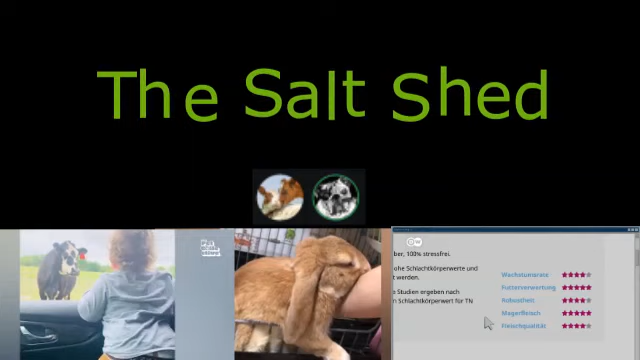 The Salt Shed
DW
ber, 100% stressfrei.
ohe Schlachtkörperwerte und
t werden.
e Studien ergeben nach
n Schlachtkörperwert für TN
Wachstumsrate
Futterverwertung
Robustheit
Magerfleisch
Fleischqualität